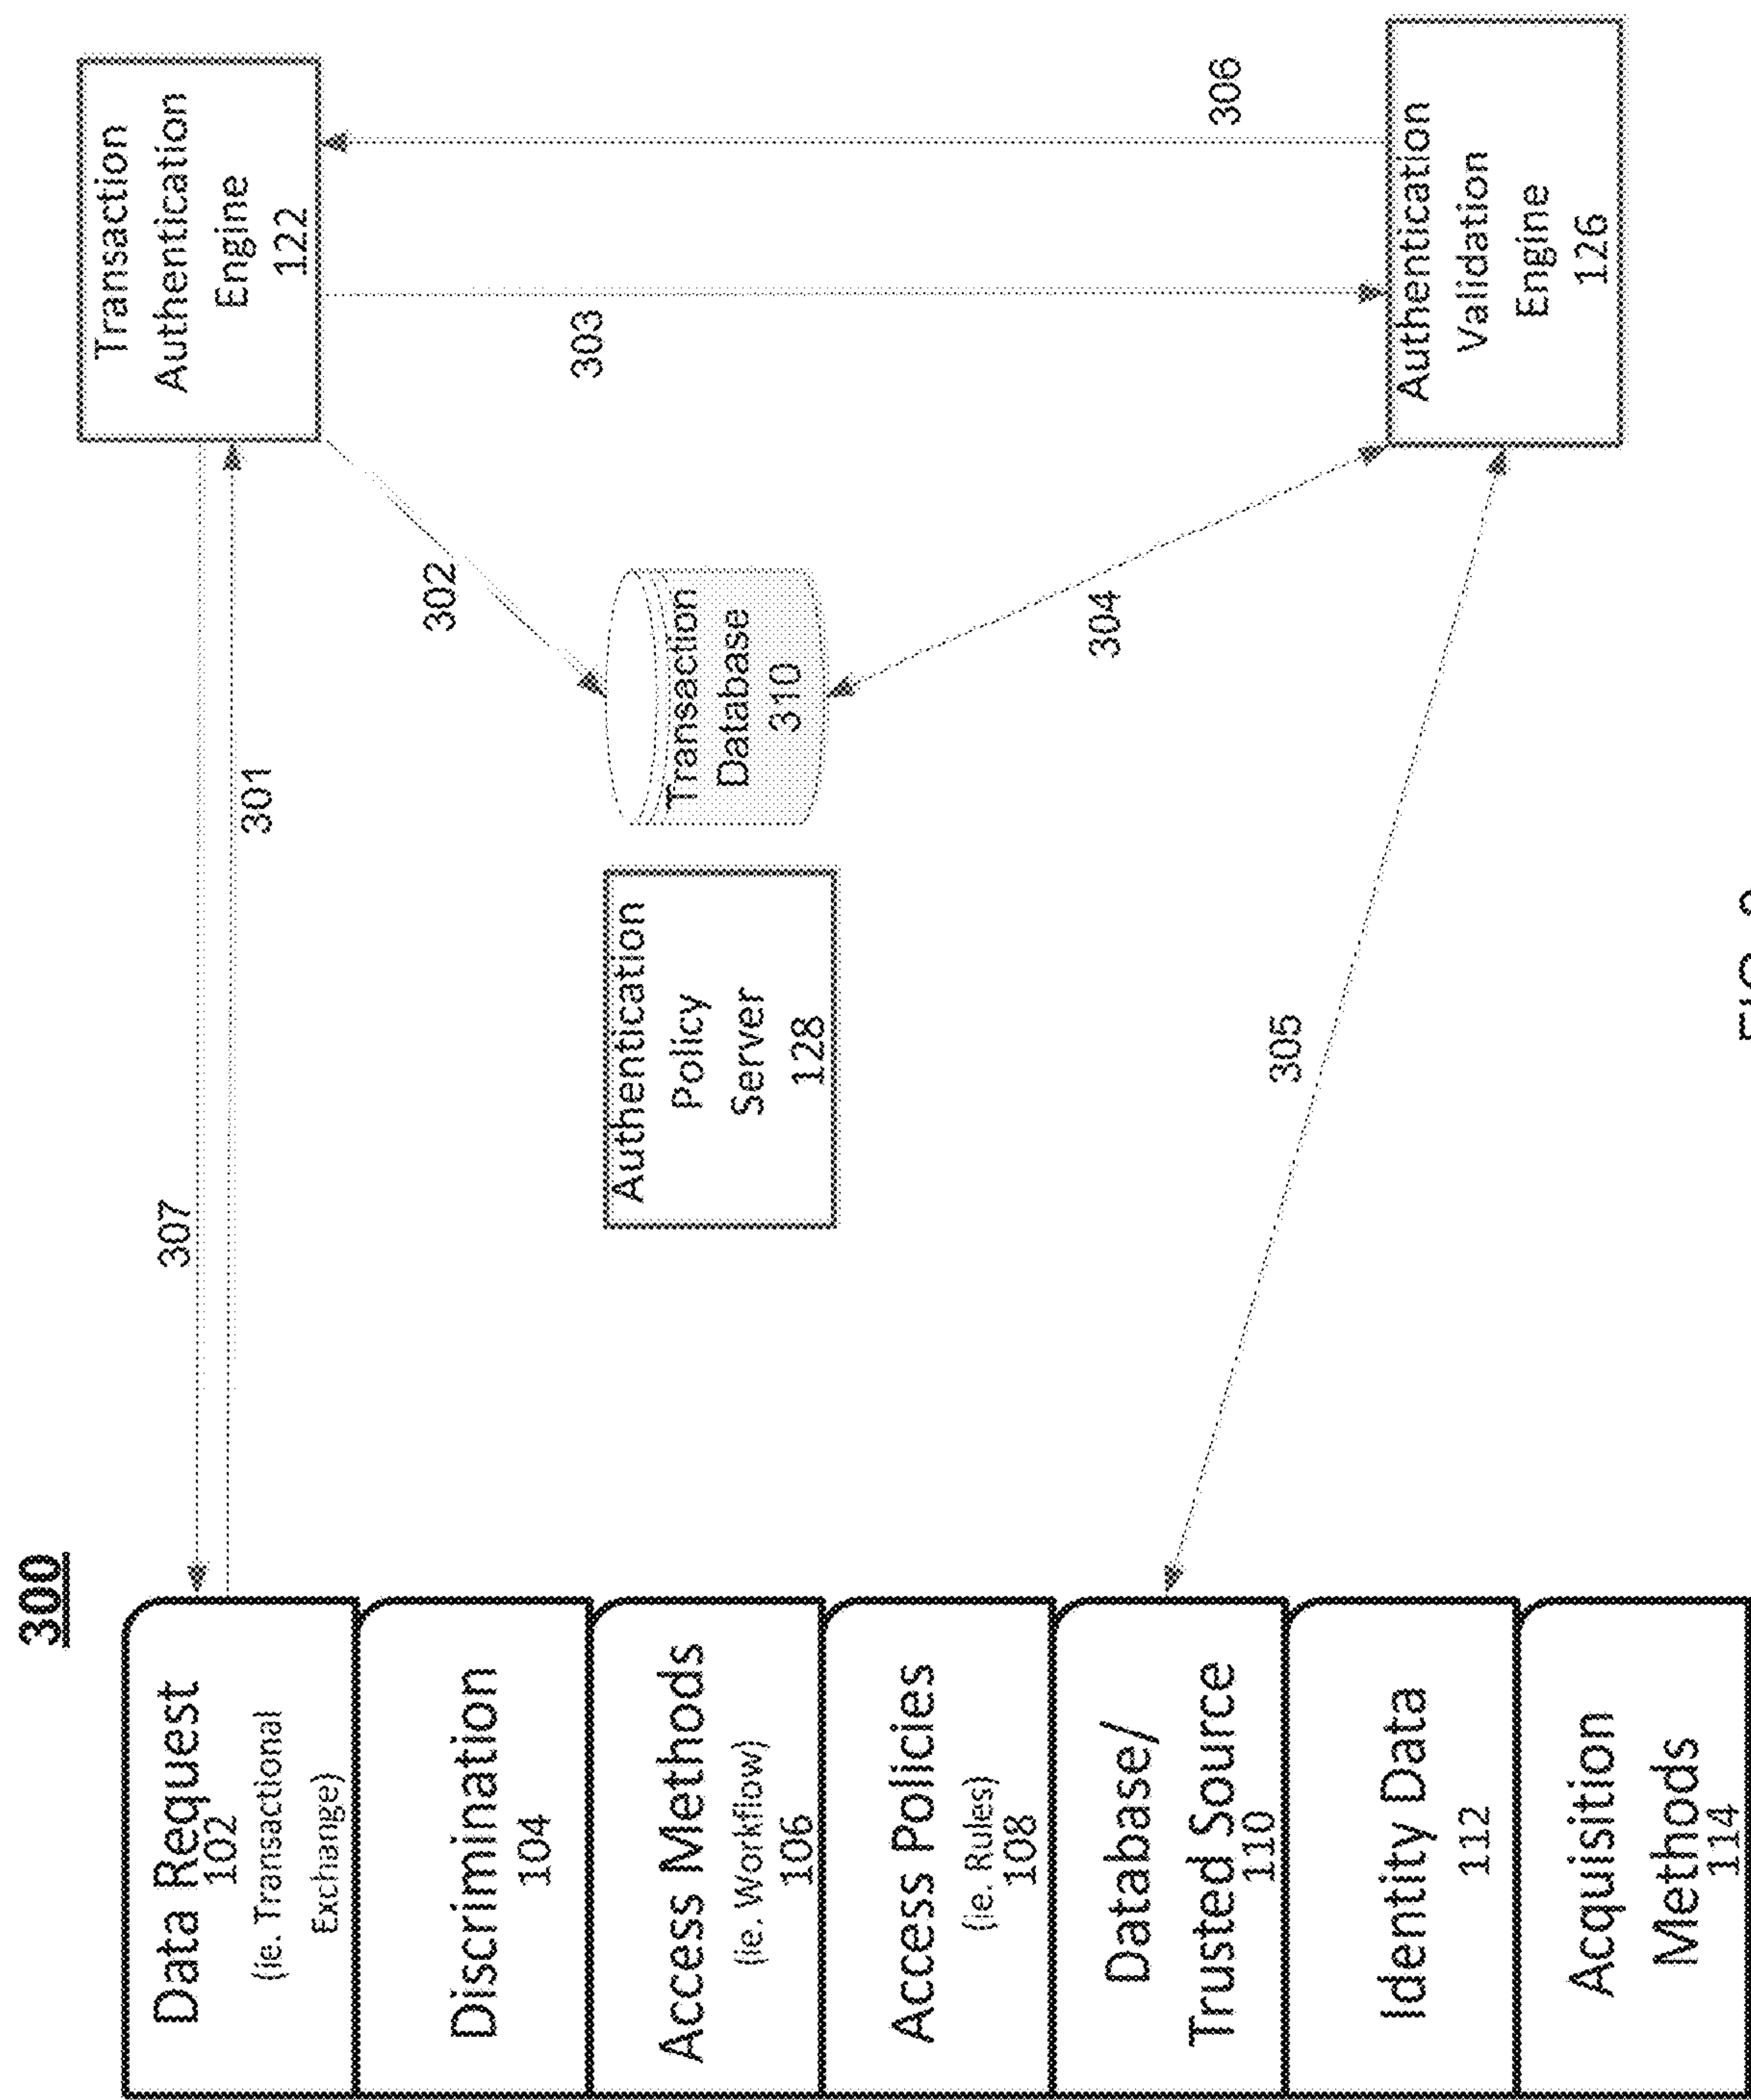 300
Data Request
102
(ie. Transactional
Exchange)
Discrimination
104
Access Methods
(ie. Workflow)
106
Access Policies
(ie. Rules)
108
Database/
Trusted Source
110
Identity Data
112
Acquisition
Methods
114
307
301
302
303
304
305
306
Authentication
Policy
Server
128
Transaction
Database
310
Transaction
Authentication
Engine
122
Authentication
Validation
Engine
126